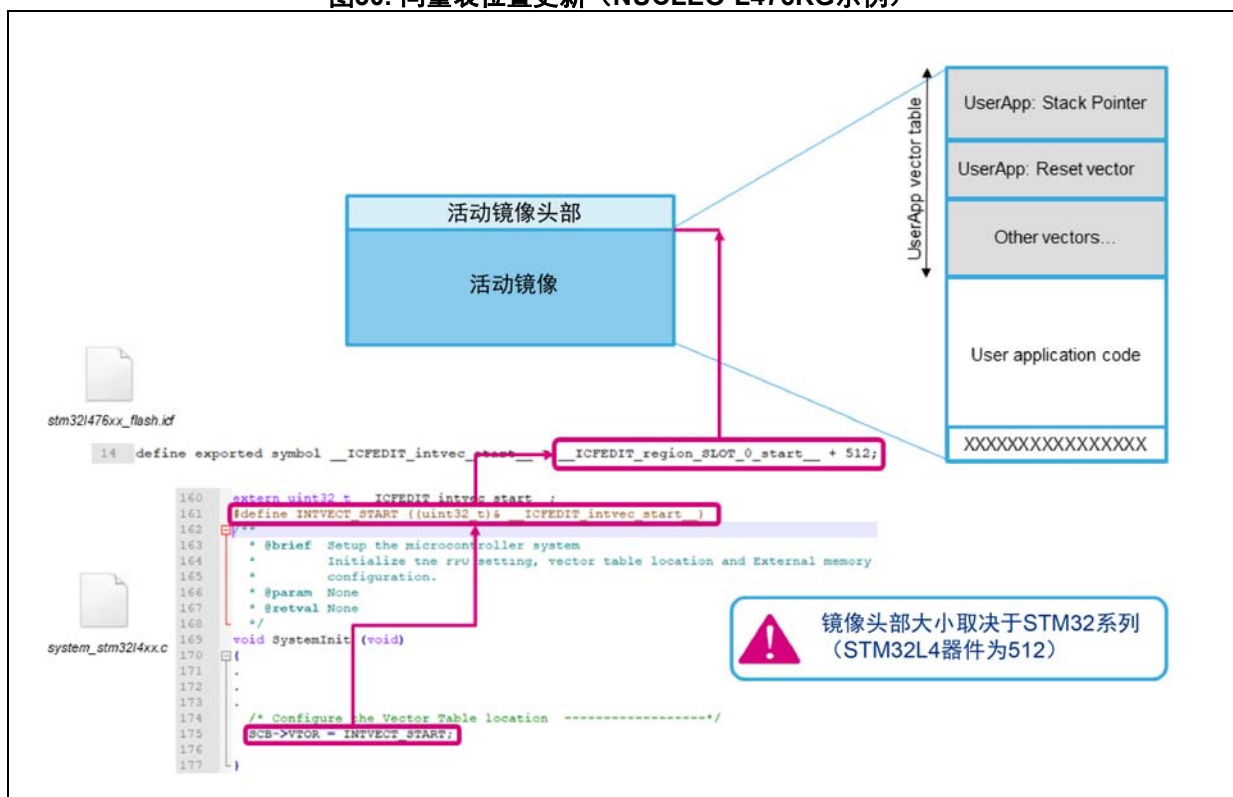 UserApp vector table
UserApp: Stack Pointer
UserApp: Reset vector
Other vectors...
User application code
XXXXXXXXXXXXXXXX
活动镜像头部
活动镜像
stm32l476xx_flash.icf
14 define exported symbol __ICFEDIT_intvec_start__ __ICFEDIT_region_SLOT_0_start__ + 512;
system_stm32l4xx.c
160 extern uint32_t __ICFEDIT_intvec_start__;
161 #define INTVECT_START ((uint32_t)& __ICFEDIT_intvec_start__)
162 /**
163 * @brief Setup the microcontroller system
164 * Initialize the FPU setting, vector table location and External memory
165 * configuration.
166 * @param None
167 * @retval None
168 */
169 void SystemInit (void)
170 {
171 .
172 .
173 .
174 /* Configure the Vector Table location ------------------*/
175 SCB->VTOR = INTVECT_START;
176
177 }
镜像头部大小取决于STM32系列
（STM32L4器件为512）